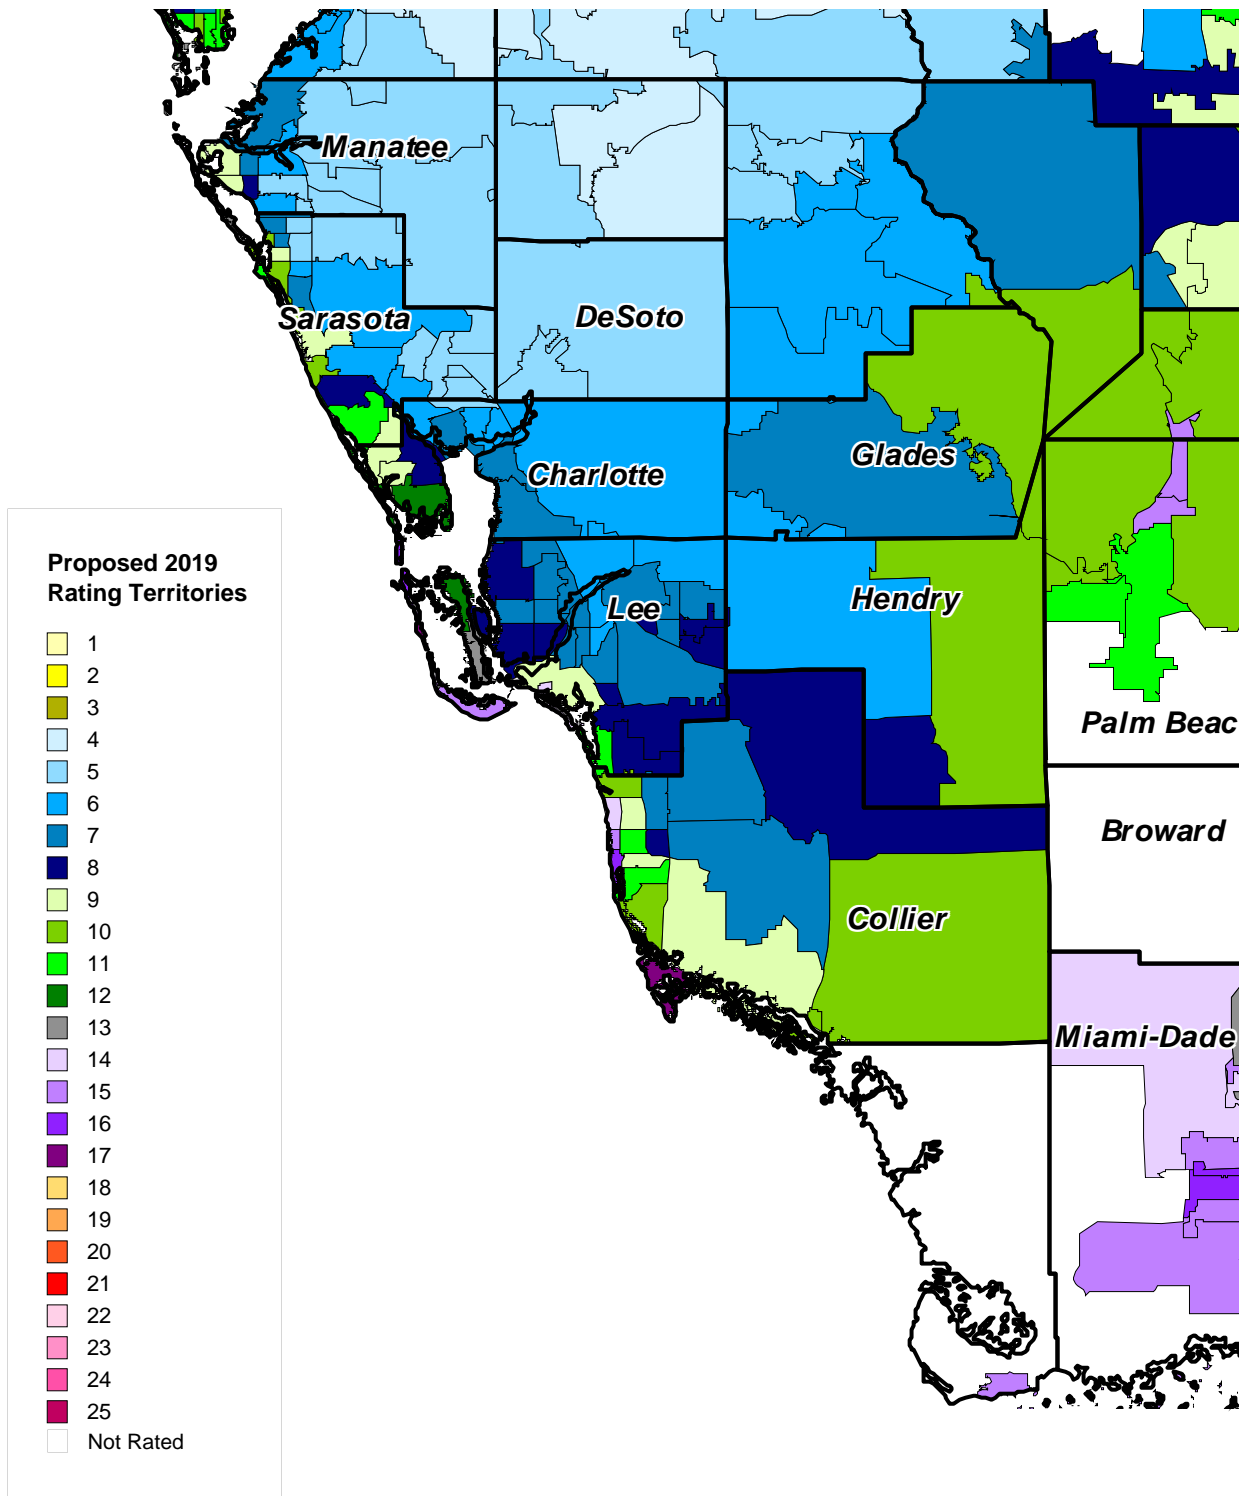 Manatee
Sarasota
DeSoto
Charlotte
Glades
Lee
Hendry
Palm Beac
Broward
Collier
Miami-Dade
Proposed 2019
Rating Territories
1
2
3
4
5
6
7
8
9
10
11
12
13
14
15
16
17
18
19
20
21
22
23
24
25
Not Rated